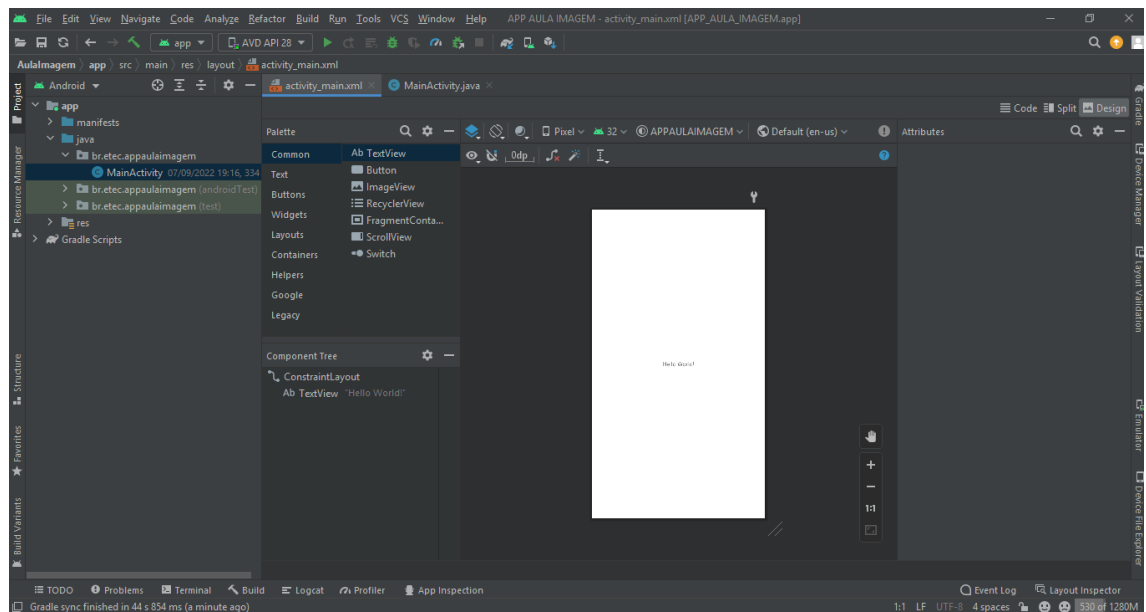 File Edit View Navigate Code Analyze Refactor Build Run Tools VCS Window Help APP AULA IMAGEM - activity_main.xml [APP_AULA_IMAGEM.app]
app AVD API 28
AulaImagem app src main res layout activity_main.xml
Android activity_main.xml MainActivity.java
Code Split Design
Project
Resource Manager
Structure
Favorites
Build Variants
app
manifests
java
br.etec.appaulaimagem
MainActivity 07/09/2022 19:16, 334
br.etec.appaulaimagem (androidTest)
br.etec.appaulaimagem (test)
res
Gradle Scripts
Palette
Common
Text
Buttons
Widgets
Layouts
Containers
Helpers
Google
Legacy
Ab TextView
Button
ImageView
RecyclerView
FragmentConta...
ScrollView
Switch
Component Tree
ConstraintLayout
Ab TextView "Hello World!"
Pixel 32 APPAULAIMAGEM Default (en-us)
0dp
Hello World!
1:1
Attributes
Gradle
Device Manager
Layout Validation
Emulator
Device File Explorer
TODO Problems Terminal Build Logcat Profiler App Inspection Event Log Layout Inspector
Gradle sync finished in 44 s 854 ms (a minute ago) 1:1 LF UTF-8 4 spaces 530 of 1280M